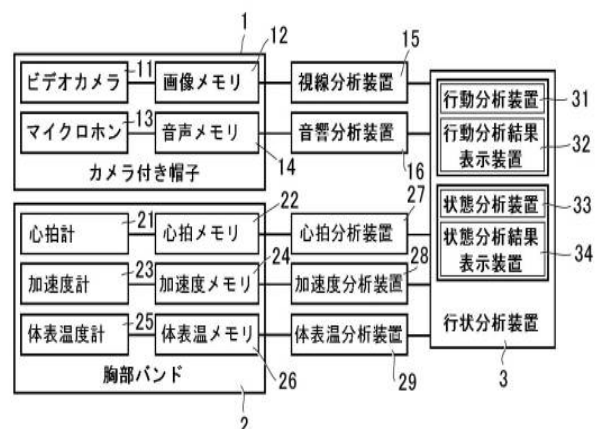 1
12
15
ビデオカメラ 11 画像メモリ 視線分析装置
マイクロホン 13 音声メモリ 音響分析装置
14
16
カメラ付き帽子
行動分析装置 31
行動分析結果
表示装置 32
状態分析装置 33
状態分析結果
表示装置 34
行状分析装置
3
22
27
心拍計 21 心拍メモリ 心拍分析装置
24
28
加速度計 23 加速度メモリ 加速度分析装置
体表温度計 25 体表温メモリ 体表温分析装置
26
29
胸部バンド
2